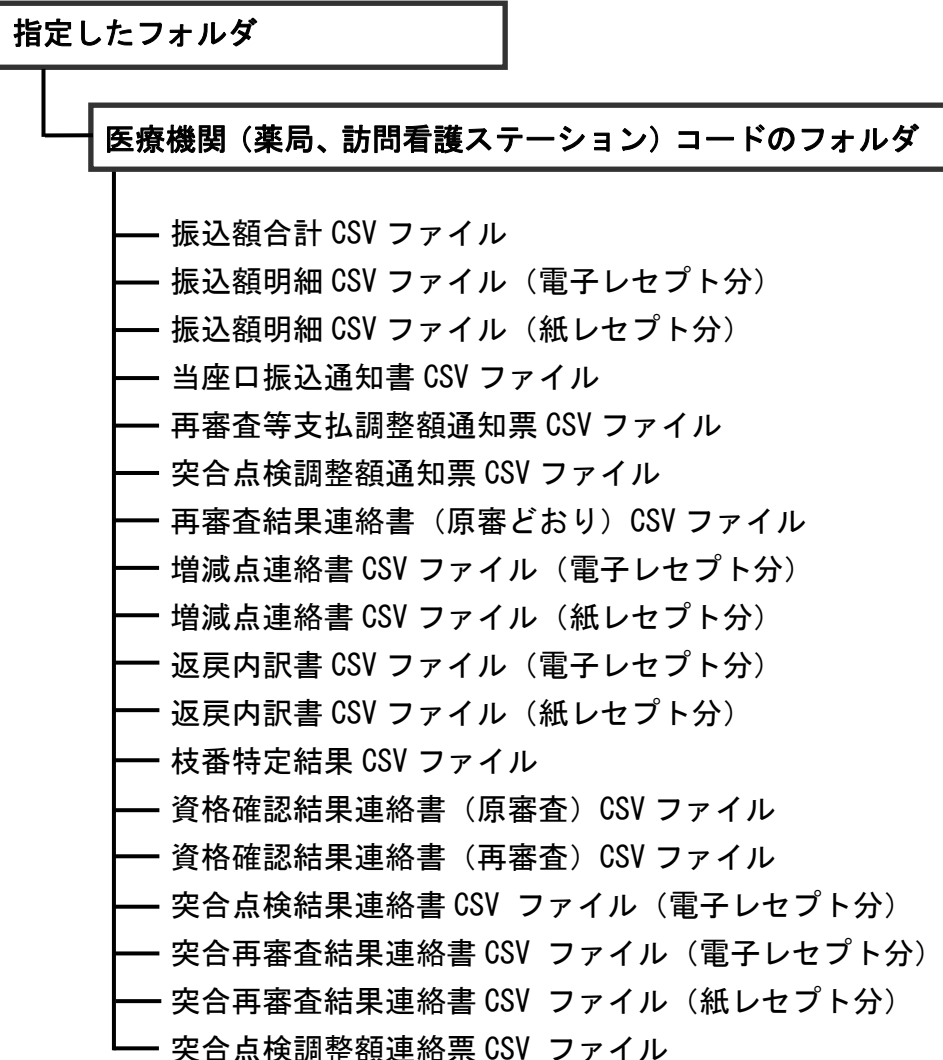 指定したフォルダ
医療機関（薬局、訪問看護ステーション）コードのフォルダ
振込額合計 CSV ファイル
振込額明細 CSV ファイル（電子レセプト分）
振込額明細 CSV ファイル（紙レセプト分）
当座口振込通知書 CSV ファイル
再審査等支払調整額通知票 CSV ファイル
突合点検調整額通知票 CSV ファイル
再審査結果連絡書（原審どおり）CSV ファイル
増減点連絡書 CSV ファイル（電子レセプト分）
増減点連絡書 CSV ファイル（紙レセプト分）
返戻内訳書 CSV ファイル（電子レセプト分）
返戻内訳書 CSV ファイル（紙レセプト分）
枝番特定結果 CSV ファイル
資格確認結果連絡書（原審査）CSV ファイル
資格確認結果連絡書（再審査）CSV ファイル
突合点検結果連絡書 CSV ファイル（電子レセプト分）
突合再審査結果連絡書 CSV ファイル（電子レセプト分）
突合再審査結果連絡書 CSV ファイル（紙レセプト分）
突合点検調整額連絡票 CSV ファイル